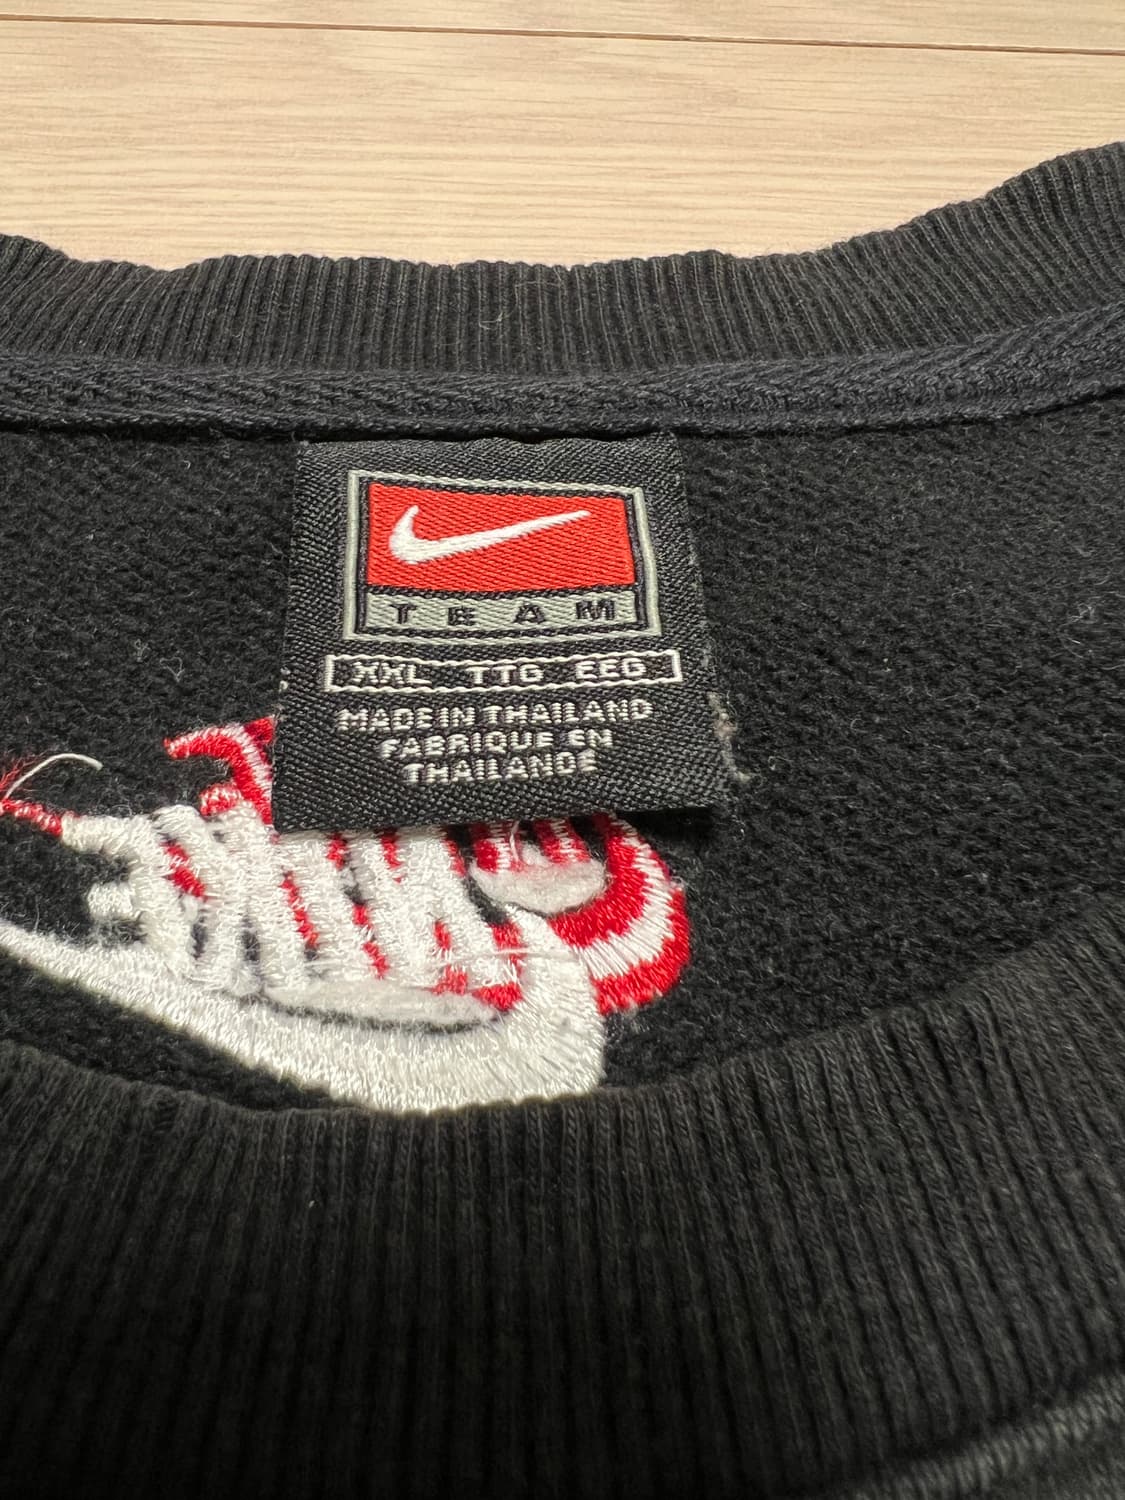 TEAM
XXL TTG EEG
MADE IN THAILAND
FABRIQUE EN
THAILANDE